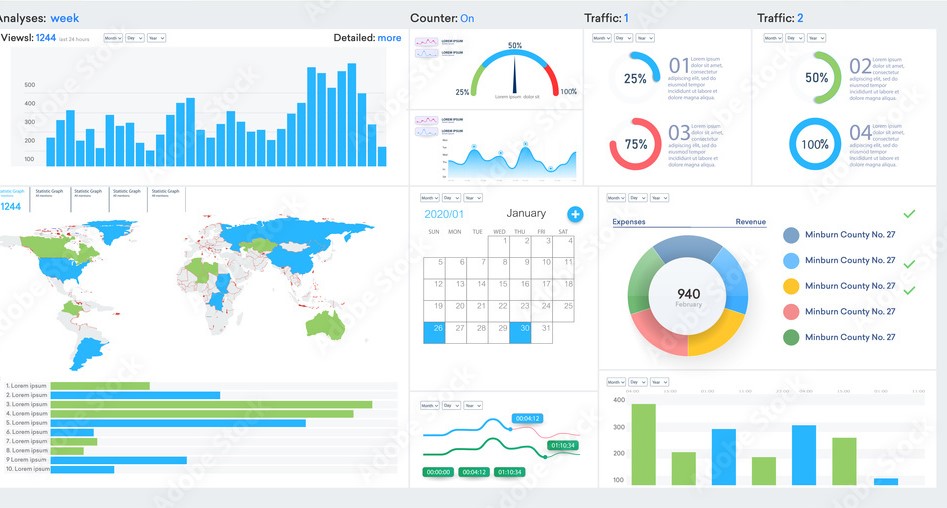 Analyses: week
Counter: On
Traffic: 1
Traffic: 2
Views: 1244 last 24 hours
Month Day Year
Detailed: more
500
400
300
200
100
LOREM IPSUM
LOREM IPSUM
50%
25%
100%
Lorem ipsum dolor sit
LOREM IPSUM
LOREM IPSUM
Month Day Year
25%
01
Lorem ipsum
dolor sit amet,
consectetur
adipiscing elit,
sed eiusmod tempor
incididunt ut labore et
dolore magna aliqua.
75%
03
Lorem ipsum
dolor sit amet,
consectetur
adipiscing elit,
sed eiusmod tempor
incididunt ut labore et
dolore magna aliqua.
Month Day Year
50%
02
Lorem ipsum
dolor sit amet,
consectetur
adipiscing elit,
sed eiusmod tempor
incididunt ut labore et
dolore magna aliqua.
100%
04
Lorem ipsum
dolor sit amet,
consectetur
adipiscing elit,
sed eiusmod tempor
incididunt ut labore et
dolore magna aliqua.
Statistic Graph
Statistic Graph
Statistic Graph
Statistic Graph
Statistic Graph
1244
1. Lorem ipsum
2. Lorem ipsum
3. Lorem ipsum
4. Lorem ipsum
5. Lorem ipsum
6. Lorem ipsum
7. Lorem ipsum
8. Lorem ipsum
9 Lorem ipsum
10. Lorem ipsum
Month Day Year
2020/01
January
+
SUN MON TUE WED THU FRI SAT
1 2 3 4
5 6 7 8 9 10 11
12 13 14 15 16 17 18
19 20 21 22 23 24 25
26 27 28 29 30 31
Month Day Year
00:04:12
01:10:34
00:00:00 00:04:12 01:10:34
Month Day Year
Expenses
Revenue
940
February
Minburn County No. 27
Minburn County No. 27
Minburn County No. 27
Minburn County No. 27
Minburn County No. 27
Month Day Year
400
300
200
100
Adobe Stock